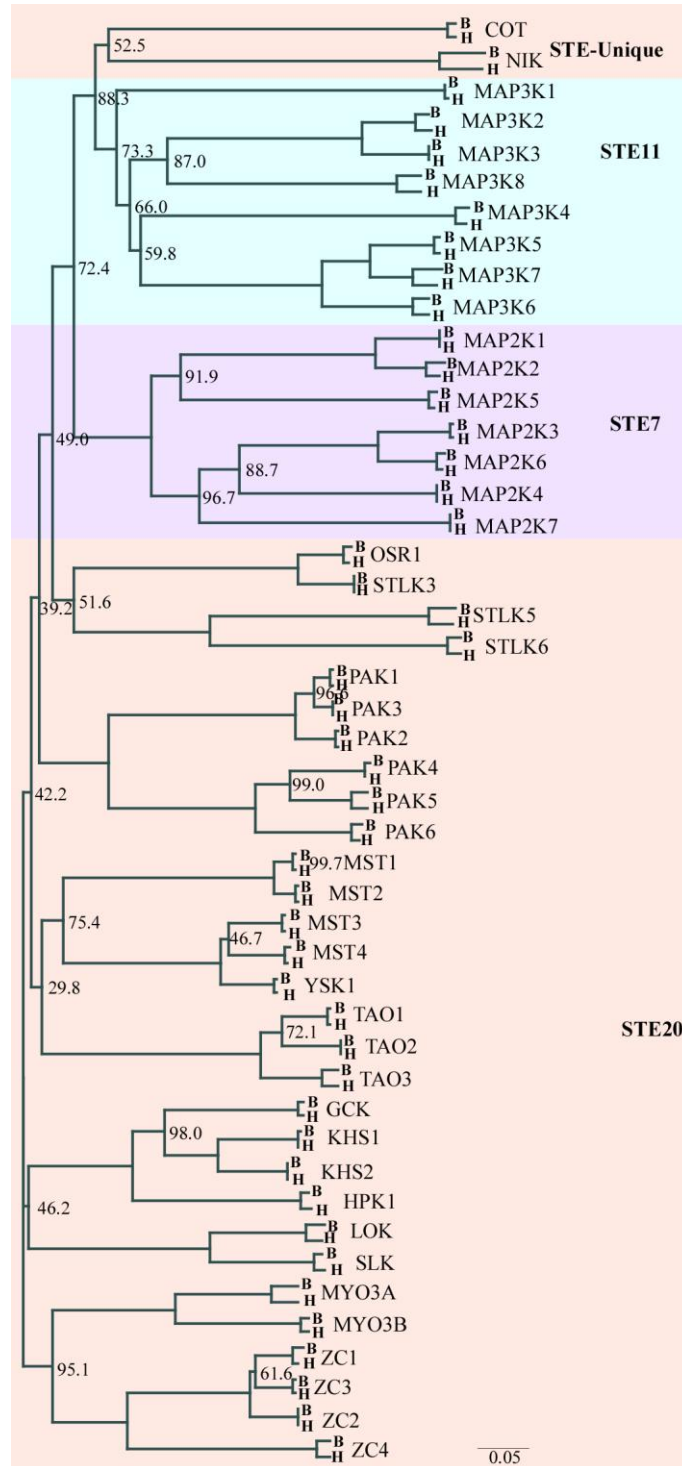 B
COT
H
52.5
STE-Unique
B
NIK
H
88.3
B
MAP3K1
H
73.3
B
MAP3K2
H
87.0
B
MAP3K3
H
STE11
B
MAP3K8
H
66.0
B
MAP3K4
H
59.8
B
MAP3K5
H
72.4
B
MAP3K7
H
B
MAP3K6
H
B
MAP2K1
H
B
MAP2K2
H
91.9
B
MAP2K5
H
STE7
49.0
B
MAP2K3
H
B
MAP2K6
H
88.7
96.7
B
MAP2K4
H
B
MAP2K7
H
B
OSR1
H
B
STLK3
H
39.2
51.6
B
STLK5
H
B
STLK6
H
B
PAK1
H
96.6
B
PAK3
H
B
PAK2
H
B
PAK4
H
99.0
42.2
B
PAK5
H
B
PAK6
H
B
99.7
MST1
H
B
MST2
H
75.4
B
MST3
H
46.7
B
MST4
H
29.8
B
YSK1
H
B
TAO1
H
72.1
STE20
B
TAO2
H
B
TAO3
H
B
GCK
H
98.0
B
KHS1
H
B
KHS2
H
46.2
B
HPK1
H
B
LOK
H
B
SLK
H
B
MYO3A
H
B
MYO3B
H
95.1
B
ZC1
H
61.6
B
ZC3
H
B
ZC2
H
B
ZC4
H
0.05